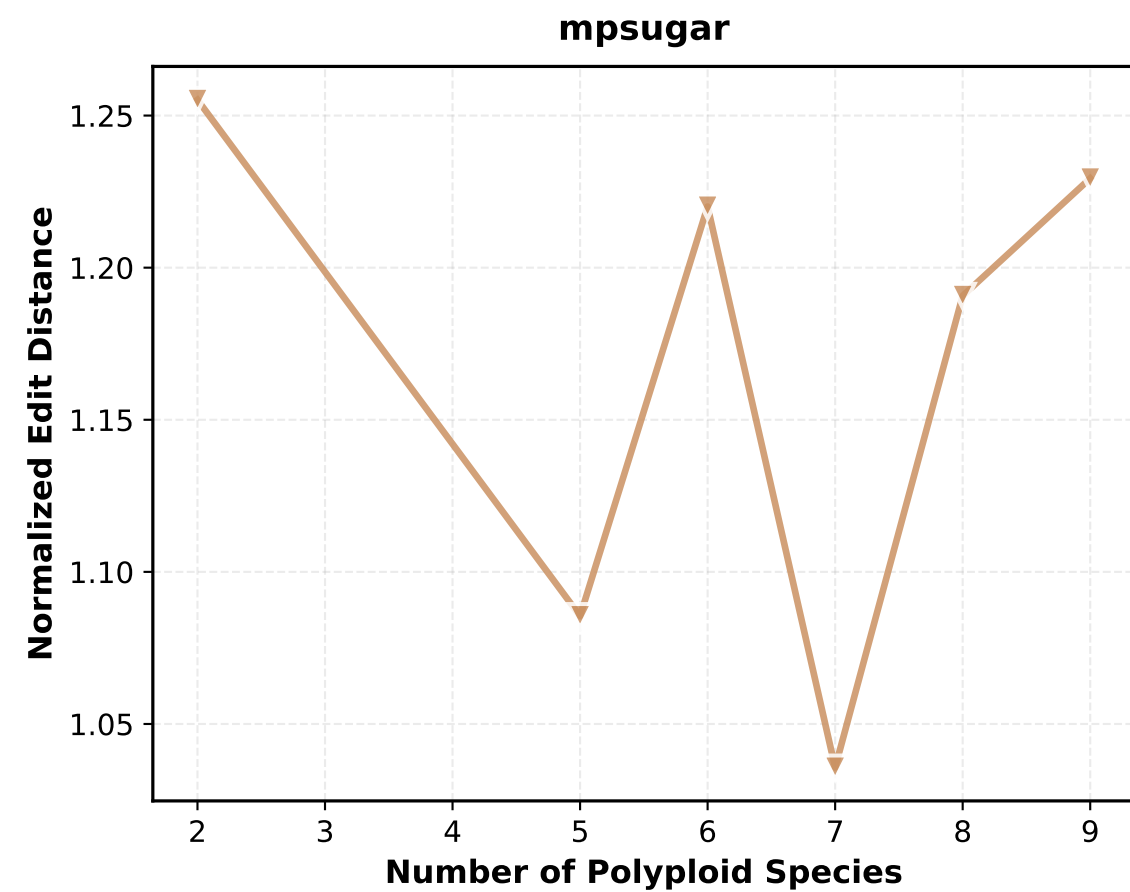 mpsugar
Normalized Edit Distance
1.25
1.20
1.15
1.10
1.05
2 3 4 5 6 7 8 9
Number of Polyploid Species